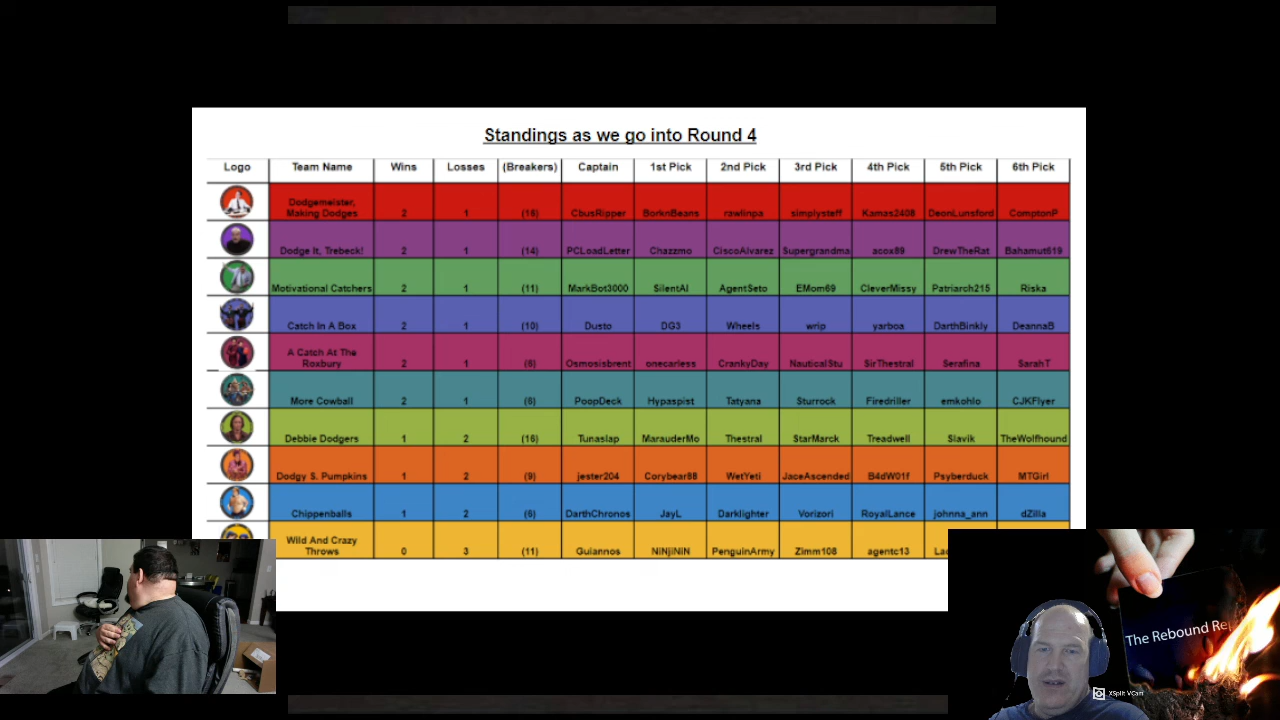 Standings as we go into Round 4
Logo Team Name Wins Losses (Breakers) Captain 1st Pick 2nd Pick 3rd Pick 4th Pick 5th Pick 6th Pick
Dodgemeister,
Making Dodges 2 1 (16) CbusRipper BorknBeans rawlinpa simplysteff Kamas2408 DeonLunsford ComptonP
Dodge It, Trebeck! 2 1 (14) PCLoadLetter Chazzmo CiscoAlvarez Supergrandma acox89 DrewTheRat Bahamut619
Motivational Catchers 2 1 (11) MarkBot3000 SilentAI AgentSeto EMom69 CleverMissy Patriarch215 Riska
Catch In A Box 2 1 (10) Dusto DG3 Wheels wrip yarboa DarthBinkly DeannaB
A Catch At The
Roxbury 2 1 Osmosisbrent onecarless CrankyDay NauticalStu SirThestral Serafina SarahT
More Cowball 2 1 PoopDeck Hypaspist Tatyana Sturrock Firedriller emkohlo CJKFlyer
Debbie Dodgers 1 2 (16) Tunaslap MarauderMo Thestral StarMarck Treadwell Slavik TheWolfhound
Dodgy S. Pumpkins 1 2 (9) jester204 Corybear88 WetYeti JaceAscended B4dW01f Psyberduck MTGirl
Chippenballs 1 2 DarthChronos JayL Darklighter Vorizori RoyalLance johnna_ann dZilla
Wild And Crazy
Throws 0 3 (11) Guiannos NiNjiNiN PenguinArmy Zimm108 agentc13
The Rebound Re
XSplit VCam